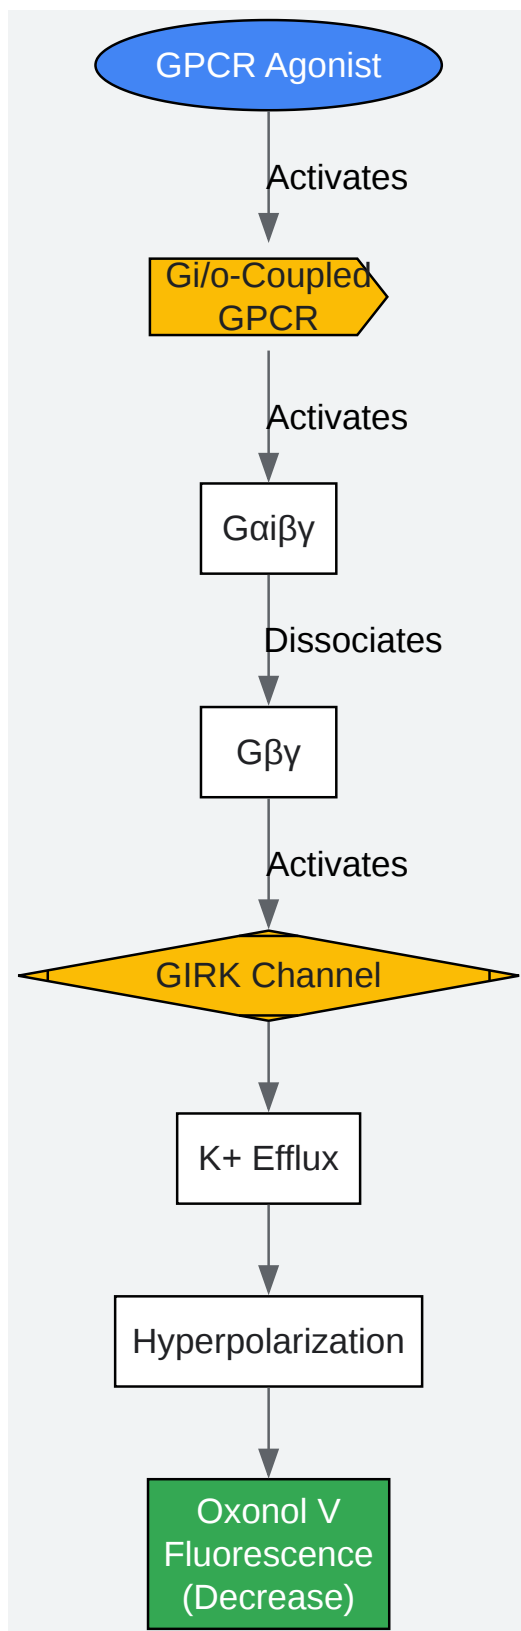 GPCR Agonist
Activates
Gi/o-Coupled
GPCR
Activates
Gαiβγ
Dissociates
Gβγ
Activates
GIRK Channel
K+ Efflux
Hyperpolarization
Oxonol V
Fluorescence
(Decrease)